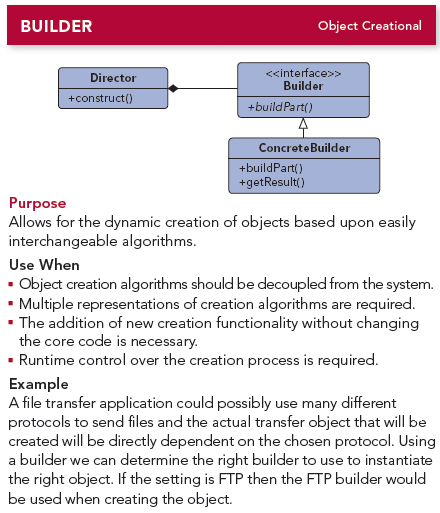 BUILDER
Object Creational
Director
+construct()
<<interface>>
Builder
+buildPart()
ConcreteBuilder
+buildPart()
+getResult()
Purpose
Allows for the dynamic creation of objects based upon easily
interchangeable algorithms.
Use When
▪ Object creation algorithms should be decoupled from the system.
▪ Multiple representations of creation algorithms are required.
▪ The addition of new creation functionality without changing
the core code is necessary.
▪ Runtime control over the creation process is required.
Example
A file transfer application could possibly use many different
protocols to send files and the actual transfer object that will be
created will be directly dependent on the chosen protocol. Using
a builder we can determine the right builder to use to instantiate
the right object. If the setting is FTP then the FTP builder would
be used when creating the object.